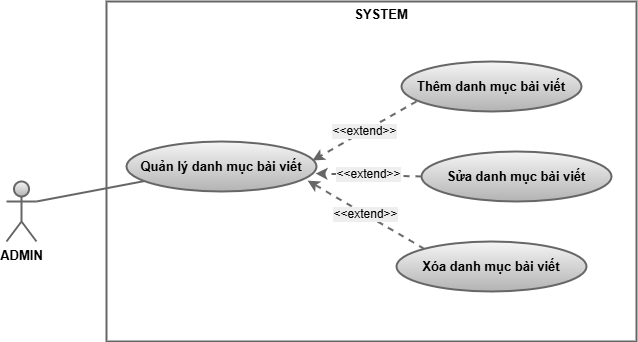 SYSTEM
Thêm danh mục bài viết
<<extend>>
Quản lý danh mục bài viết
<<extend>>
Sửa danh mục bài viết
<<extend>>
ADMIN
Xóa danh mục bài viết